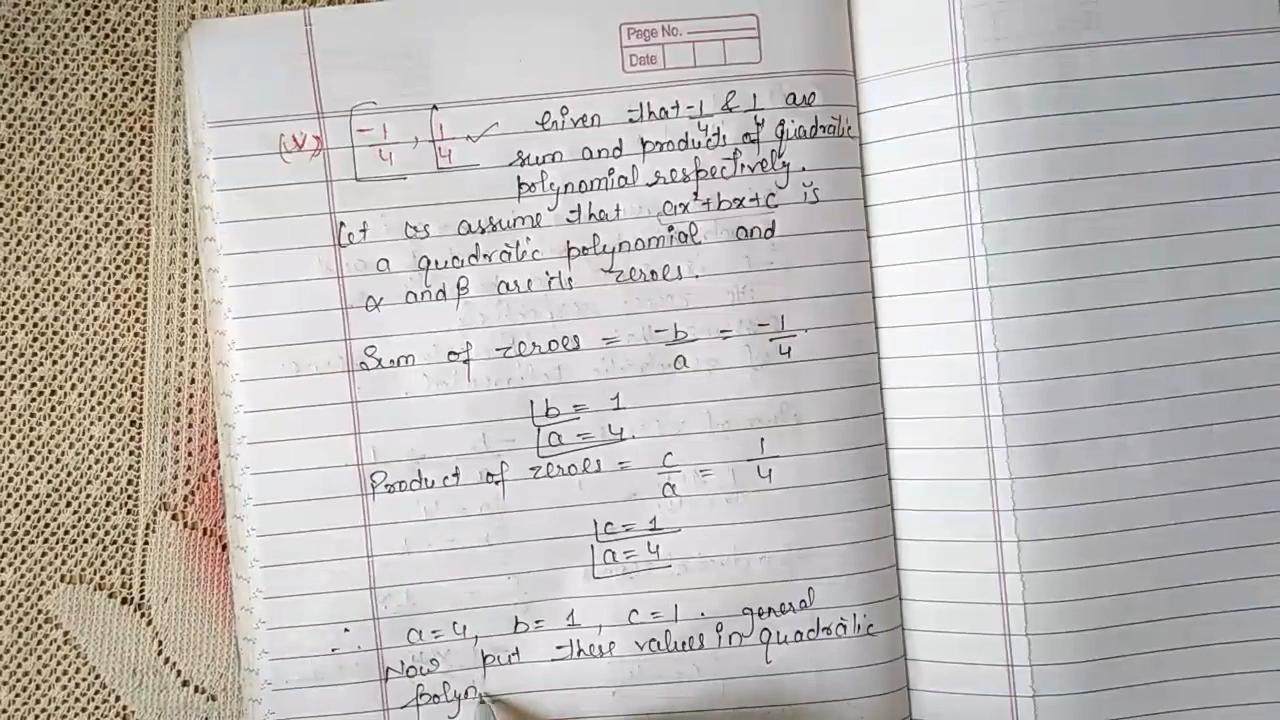 Page No.
Date
(V) -1/4, 1/4 ✓ Given that -1/4 & 1/4 are
sum and products of quadratic
polynomial respectively.
Let us assume that ax²+bx+c is
a quadratic polynomial and
α and β are its zeroes.
Sum of zeroes = -b/a = -1/4
b = 1
a = 4.
Product of zeroes = c/a = 1/4
c = 1
a = 4
∴ a=4, b= 1, c=1. general
Now put these values in quadratic
polyn